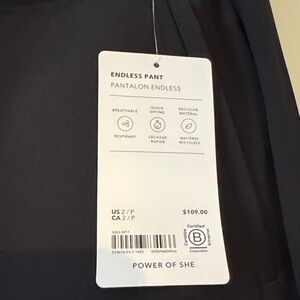 ENDLESS PANT
PANTALON ENDLESS
BREATHABLE
QUICK DRYING
RECYCLED MATERIAL
RESPIRANT
SÉCHAGE RAPIDE
MATIÈRES RECYCLÉES
US 2 / P
CA 2 / P
$109.00
Certified
B
Corporation
POWER OF SHE